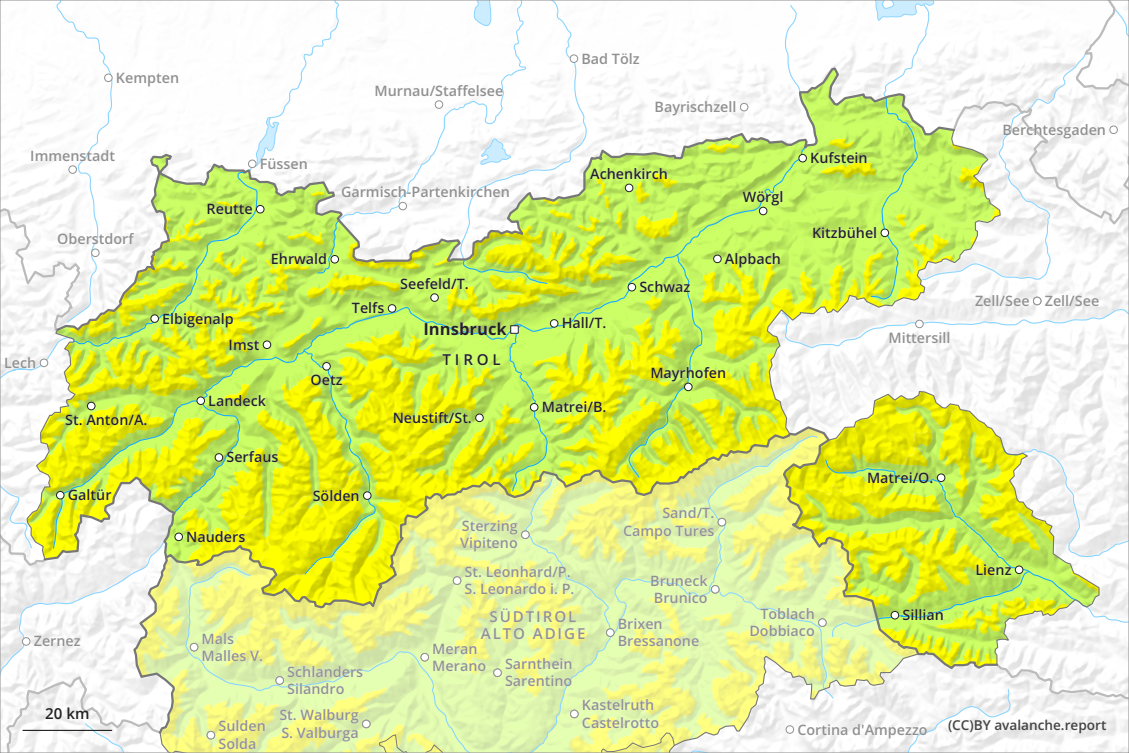 Kempten
Bad Tölz
Murnau/Staffelsee
Bayrischzell
Berchtesgaden
Immenstadt
Füssen
Kufstein
Achenkirch
Garmisch-Partenkirchen
Wörgl
Reutte
Oberstdorf
Kitzbühel
Ehrwald
Alpbach
Seefeld/T.
Schwaz
Zell/See
Zell/See
Telfs
Elbigenalp
Innsbruck
Hall/T.
Mittersill
Imst
TIROL
Lech
Oetz
Mayrhofen
Landeck
Matrei/B.
St. Anton/A.
Neustift/St.
Serfaus
Matrei/O.
Galtür
Sölden
Sand/T.
Campo Tures
Sterzing
Vipiteno
Nauders
Lienz
St. Leonhard/P.
S. Leonardo i. P.
Bruneck
Brunico
SÜDTIROL
ALTO ADIGE
Toblach
Dobbiaco
Sillian
Brixen
Bressanone
Zernez
Mals
Malles V.
Meran
Merano
Sarnthein
Sarentino
Schlanders
Silandro
20 km
St. Walburg
S. Valburga
Kastelruth
Castelrotto
Sulden
Solda
Cortina d'Ampezzo
(CC)BY avalanche.report